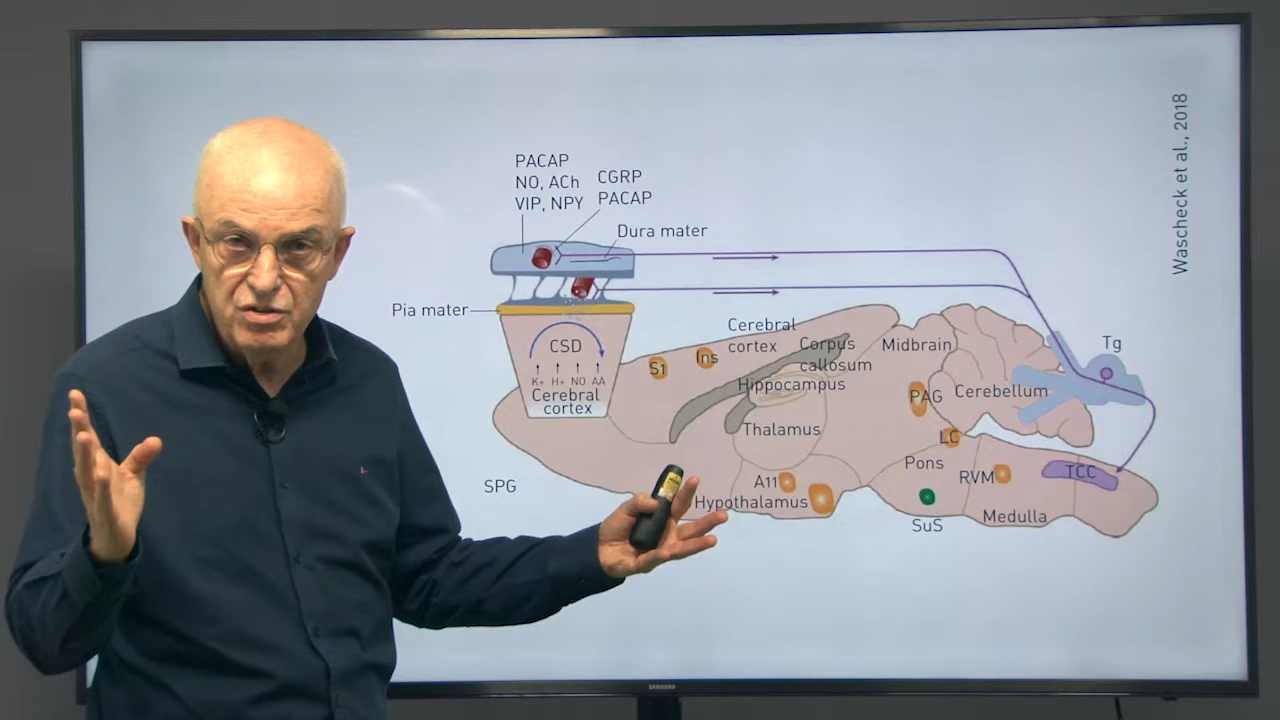 PACAP
NO, ACh
VIP, NPY
CGRP
PACAP
Dura mater
Pia mater
CSD
K+ H+ NO AA
Cerebral
cortex
S1
Ins
Cerebral
cortex
Corpus
callosum
Hippocampus
Thalamus
Midbrain
PAG
Cerebellum
Tg
LC
Pons
RVM
TCC
A11
Hypothalamus
SPG
SuS
Medulla
Wascheck et al., 2018
SAMSUNG